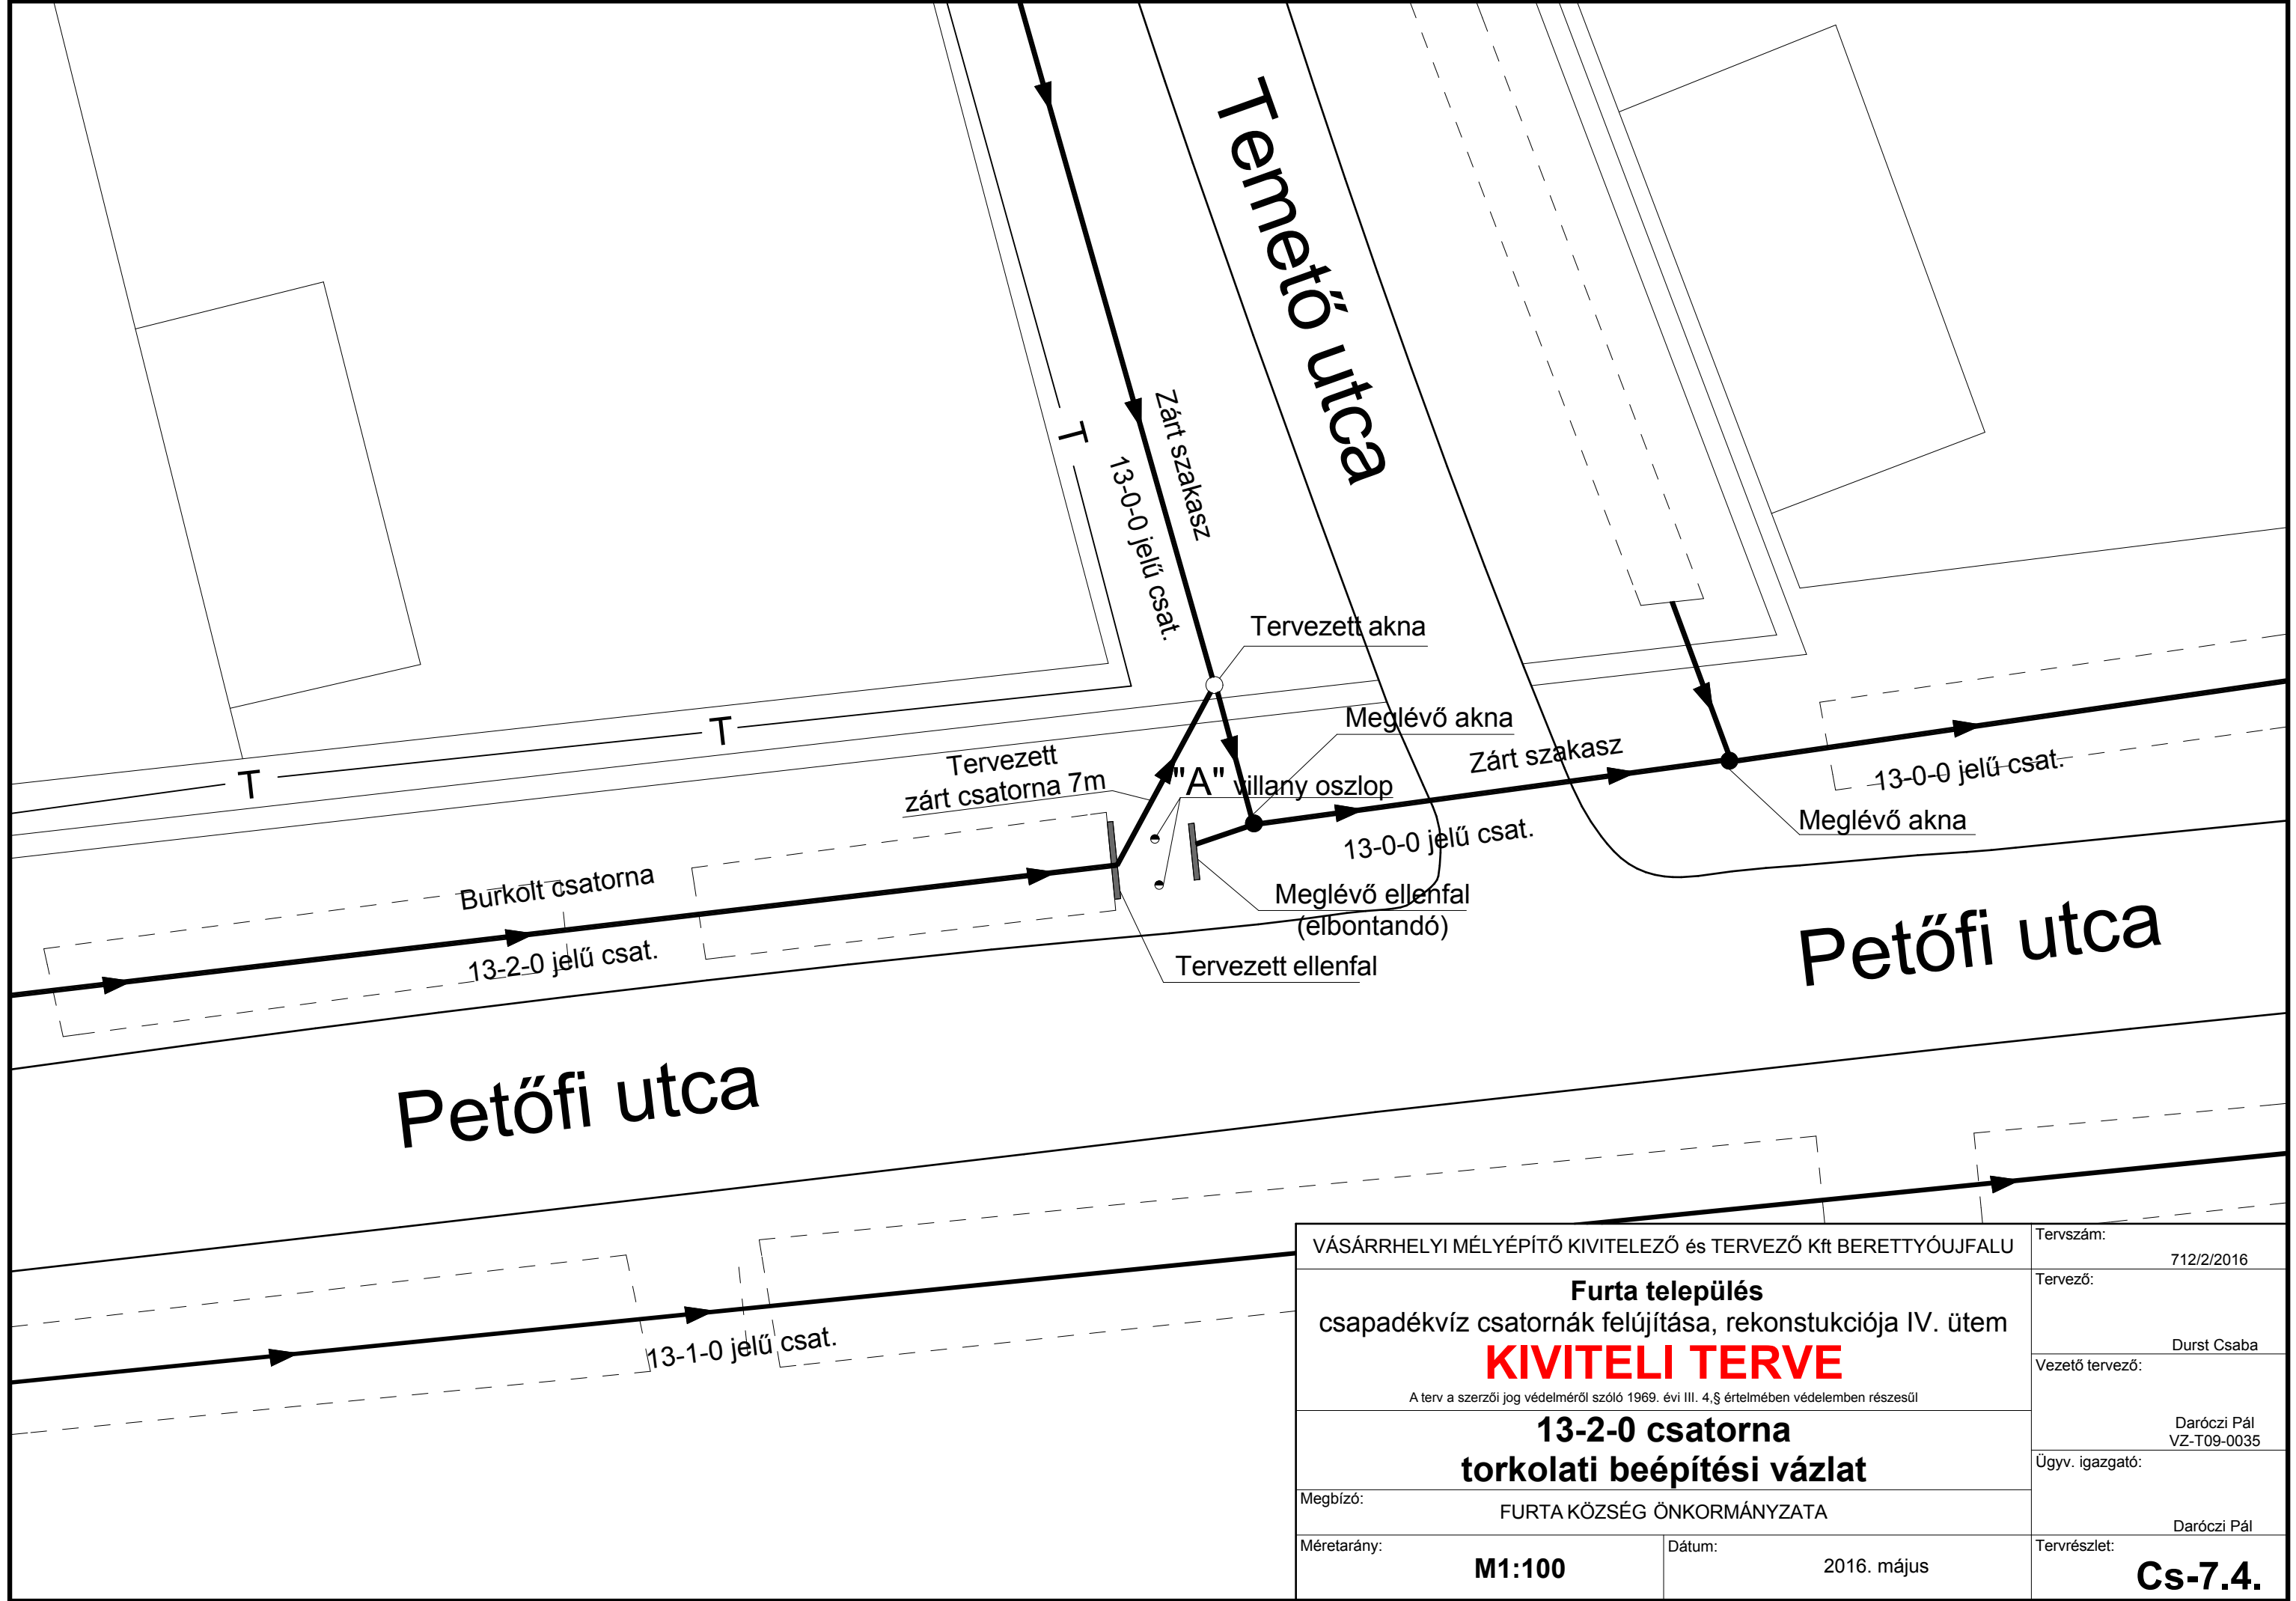 Temető utca
Zárt szakasz
T
13-0-0 jelű csat.
Tervezett akna
Meglévő akna
T
Tervezett
zárt csatorna 7m
"A" villany oszlop
Zárt szakasz
T
13-0-0 jelű csat.
Meglévő akna
13-0-0 jelű csat.
Burkolt csatorna
Meglévő ellenfal
(elbontandó)
13-2-0 jelű csat.
Tervezett ellenfal
Petőfi utca
Petőfi utca
13-1-0 jelű csat.
VÁSÁRRHELYI MÉLYÉPÍTŐ KIVITELEZŐ és TERVEZŐ Kft BERETTYÓUJFALU
Tervszám:
712/2/2016
Furta település
csapadékvíz csatornák felújítása, rekonstukciója IV. ütem
KIVITELI TERVE
A terv a szerzői jog védelméről szóló 1969. évi III. 4,§ értelmében védelemben részesűl
Tervező:
Durst Csaba
Vezető tervező:
Daróczi Pál
VZ-T09-0035
13-2-0 csatorna
torkolati beépítési vázlat
Ügyv. igazgató:
Daróczi Pál
Megbízó:
FURTA KÖZSÉG ÖNKORMÁNYZATA
Méretarány:
M1:100
Dátum:
2016. május
Tervrészlet:
Cs-7.4.